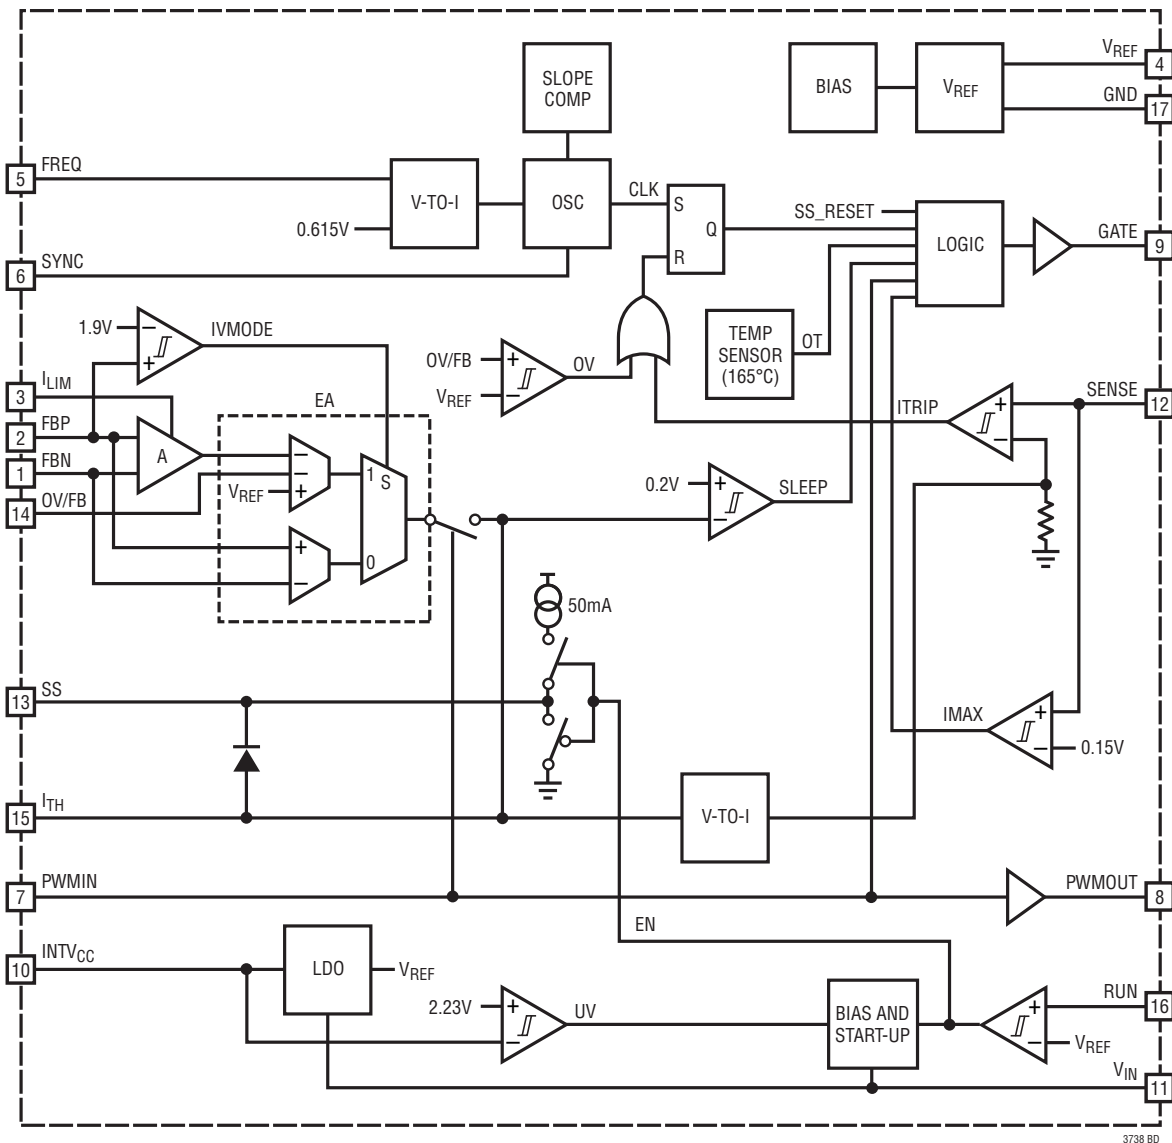 SLOPE
COMP
BIAS
VREF
VREF
4
GND
17
5
FREQ
V-TO-I
0.615V
OSC
CLK
S
Q
R
SS_RESET
LOGIC
GATE
9
6
SYNC
1.9V
−
+
IVMODE
OV/FB
+
VREF
−
OV
TEMP
SENSOR
(165°C)
OT
3
ILIM
2
FBP
1
FBN
14
OV/FB
A
EA
−
−
VREF
+
+
−
1
S
0
ITRIP
+
−
SENSE
12
0.2V
+
−
SLEEP
50mA
13
SS
IMAX
+
−
0.15V
15
ITH
V-TO-I
7
PWMIN
PWMOUT
8
EN
10
INTVCC
LDO
VREF
2.23V
+
−
UV
BIAS AND
START-UP
+
−
RUN
16
VREF
VIN
11
3738 BD